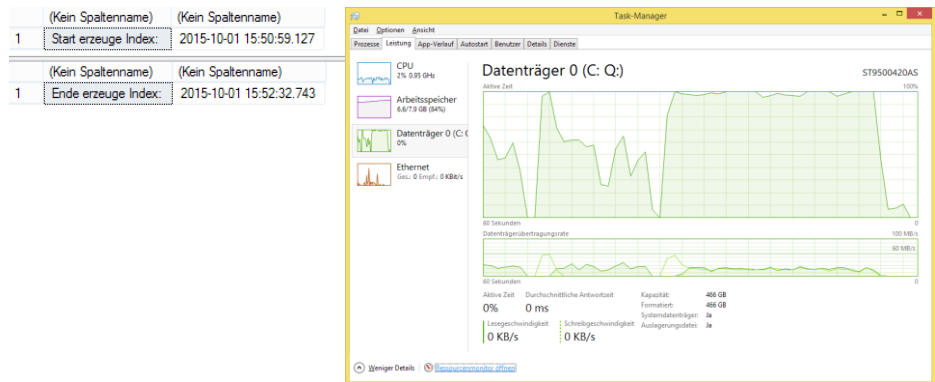 (Kein Spaltenname) (Kein Spaltenname)
1 Start erzeuge Index: 2015-10-01 15:50:59.127
(Kein Spaltenname) (Kein Spaltenname)
1 Ende erzeuge Index: 2015-10-01 15:52:32.743
Task-Manager
Datei Optionen Ansicht
Prozesse Leistung App-Verlauf Autostart Benutzer Details Dienste
CPU
2% 0.95 GHz
Arbeitsspeicher
6.6/7.9 GB (84%)
Datenträger 0 (C: Q
0%
Ethernet
Ges.: 0 Empf.: 0 KBit/s
Datenträger 0 (C: Q:) ST9500420AS
Aktive Zeit 100%
60 Sekunden 0
Datenträgerübertragungsrate 100 MB/s
60 MB/s
60 Sekunden 0
Aktive Zeit Durchschnittliche Antwortzeit
0% 0 ms
Lesegeschwindigkeit Schreibgeschwindigkeit
0 KB/s 0 KB/s
Kapazität: 466 GB
Formatiert: 466 GB
Systemdatenträger: Ja
Auslagerungsdatei: Ja
Weniger Details Ressourcenmonitor öffnen